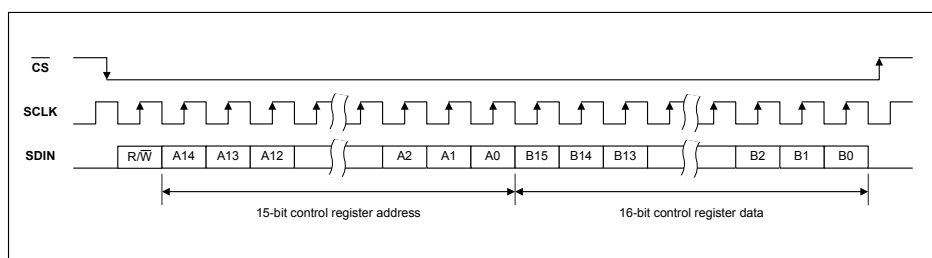 C̅S̅
SCLK
SDIN R/W̅ A14 A13 A12 A2 A1 A0 B15 B14 B13 B2 B1 B0
15-bit control register address 16-bit control register data